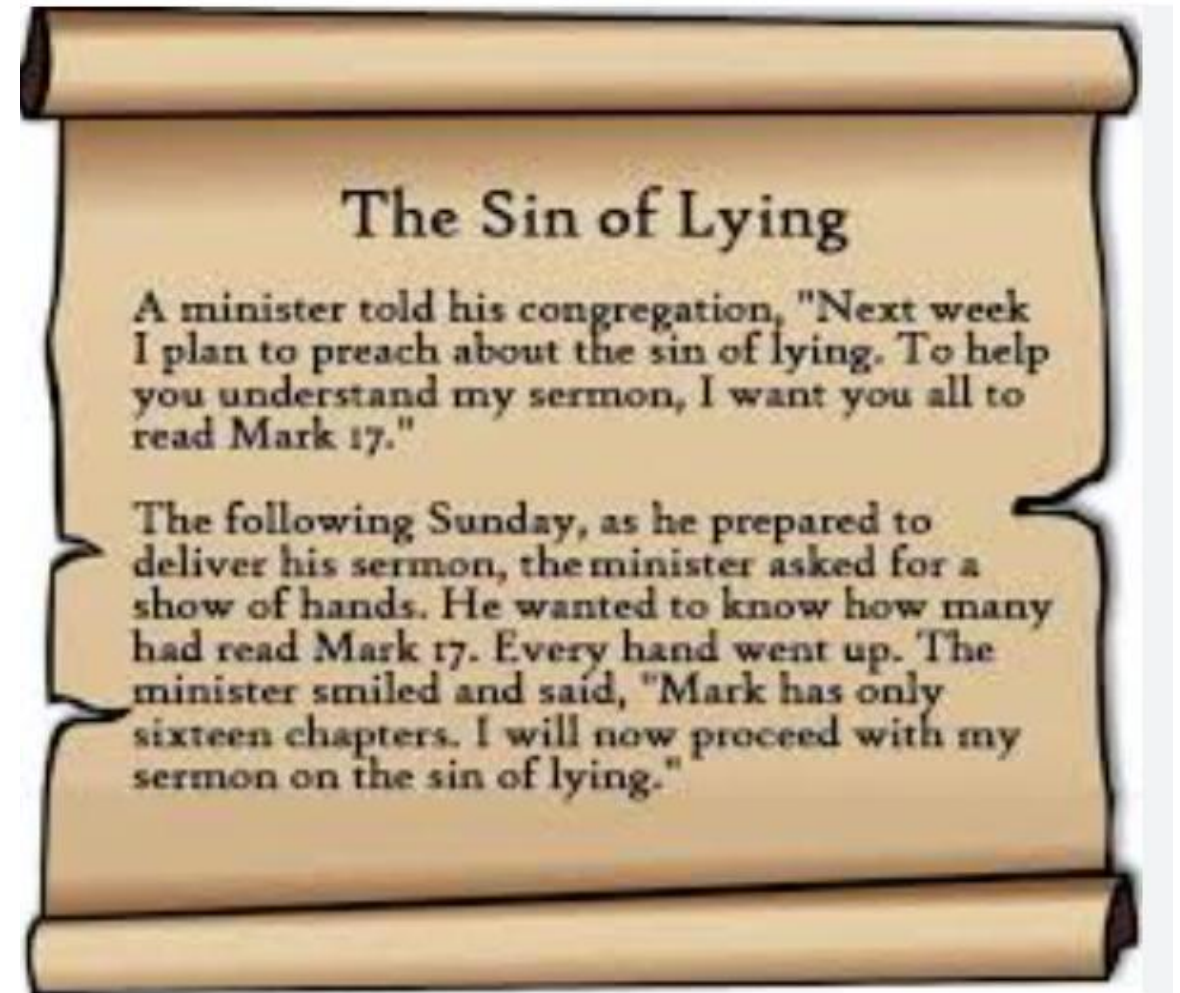 The Sin of Lying
A minister told his congregation, "Next week
I plan to preach about the sin of lying. To help
you understand my sermon, I want you all to
read Mark 17."
The following Sunday, as he prepared to
deliver his sermon, the minister asked for a
show of hands. He wanted to know how many
had read Mark 17. Every hand went up. The
minister smiled and said, "Mark has only
sixteen chapters. I will now proceed with my
sermon on the sin of lying."